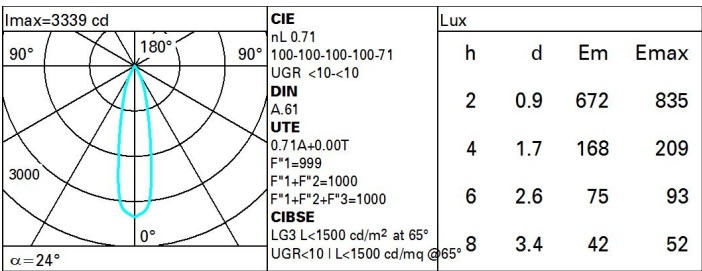 Imax=3339 cd
90°
180°
90°
3000
0°
α=24°
CIE
nL 0.71
100-100-100-100-71
UGR <10-<10
DIN
A.61
UTE
0.71A+0.00T
F"1=999
F"1+F"2=1000
F"1+F"2+F"3=1000
CIBSE
LG3 L<1500 cd/m² at 65°
UGR<10 | L<1500 cd/mq @65°
Lux
h d Em Emax
2 0.9 672 835
4 1.7 168 209
6 2.6 75 93
8 3.4 42 52